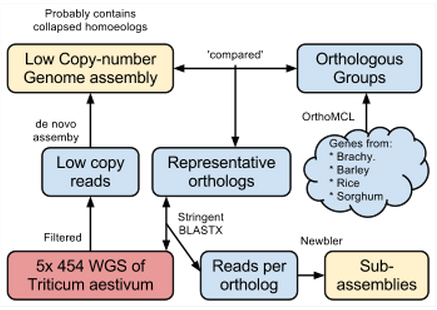 Probably contains
collapsed homoeologs
Low Copy-number
Genome assembly
'compared'
Orthologous
Groups
de novo
assemby
OrthoMCL
Genes from:
* Brachy.
* Barley
* Rice
* Sorghum
Low copy
reads
Representative
orthologs
Filtered
Stringent
BLASTX
Newbler
5x 454 WGS of
Triticum aestivum
Reads per
ortholog
Sub-
assemblies